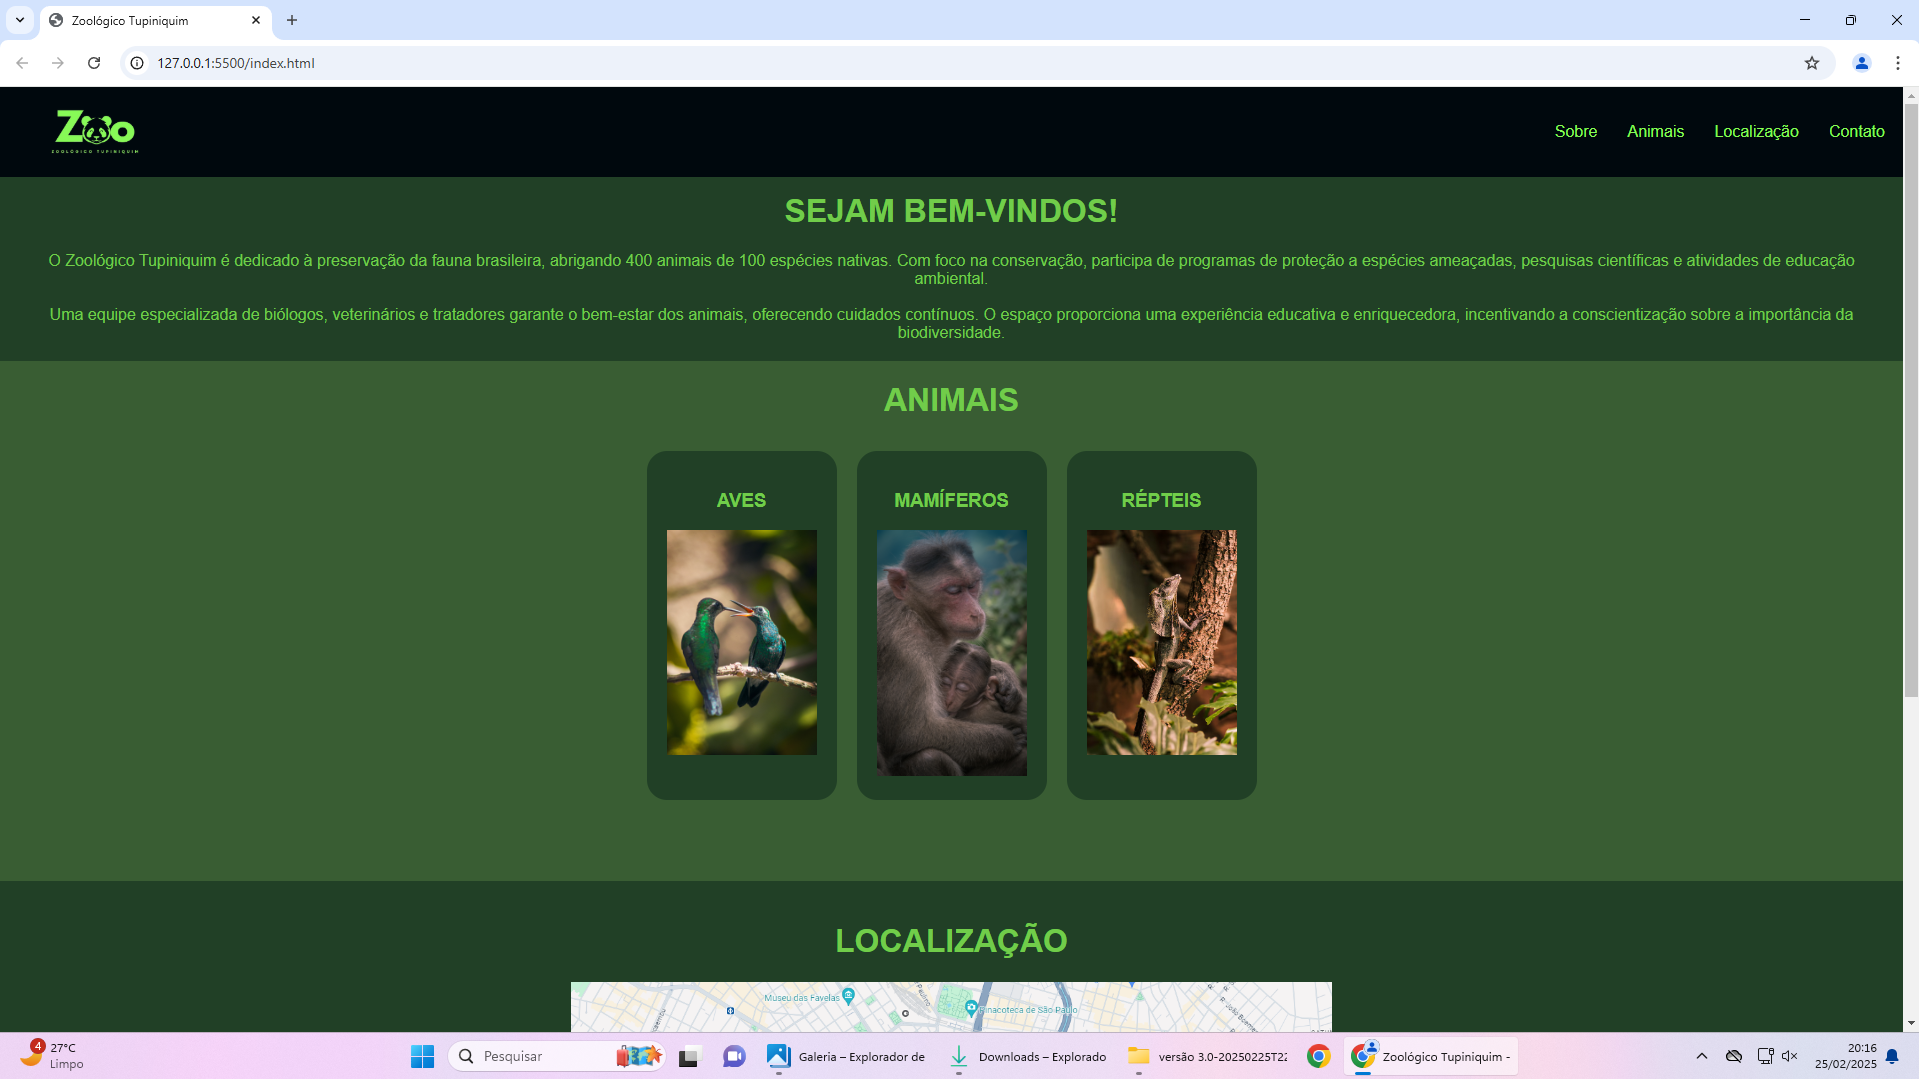 Zoológico Tupiniquim
127.0.0.1:5500/index.html
Zoo
ZOOLÓGICO TUPINIQUIM
Sobre
Animais
Localização
Contato
SEJAM BEM-VINDOS!
O Zoológico Tupiniquim é dedicado à preservação da fauna brasileira, abrigando 400 animais de 100 espécies nativas. Com foco na conservação, participa de programas de proteção a espécies ameaçadas, pesquisas científicas e atividades de educação
ambiental.
Uma equipe especializada de biólogos, veterinários e tratadores garante o bem-estar dos animais, oferecendo cuidados contínuos. O espaço proporciona uma experiência educativa e enriquecedora, incentivando a conscientização sobre a importância da
biodiversidade.
ANIMAIS
AVES
MAMÍFEROS
RÉPTEIS
LOCALIZAÇÃO
Museu das Favelas
Pinacoteca de São Paulo
4
27°C
Limpo
Pesquisar
Galeria – Explorador de
Downloads – Explorado
versão 3.0-20250225T22
Zoológico Tupiniquim -
20:16
25/02/2025